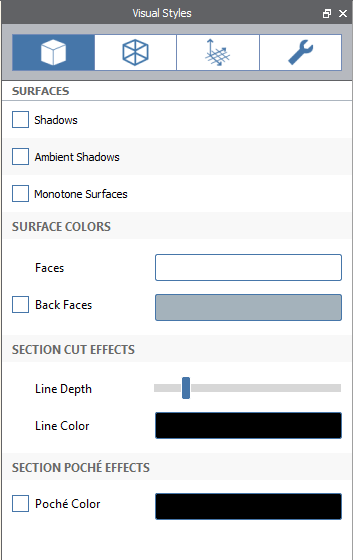 Visual Styles
SURFACES
Shadows
Ambient Shadows
Monotone Surfaces
SURFACE COLORS
Faces
Back Faces
SECTION CUT EFFECTS
Line Depth
Line Color
SECTION POCHÉ EFFECTS
Poché Color